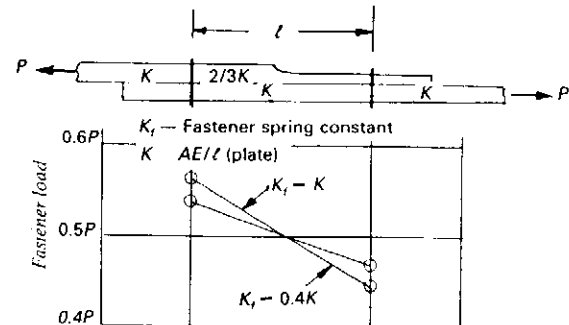 ℓ
P K 2/3K K K P
K_f — Fastener spring constant
K AE/ℓ (plate)
0.6P
K_f – K
Fastener load
0.5P
K_f – 0.4K
0.4P